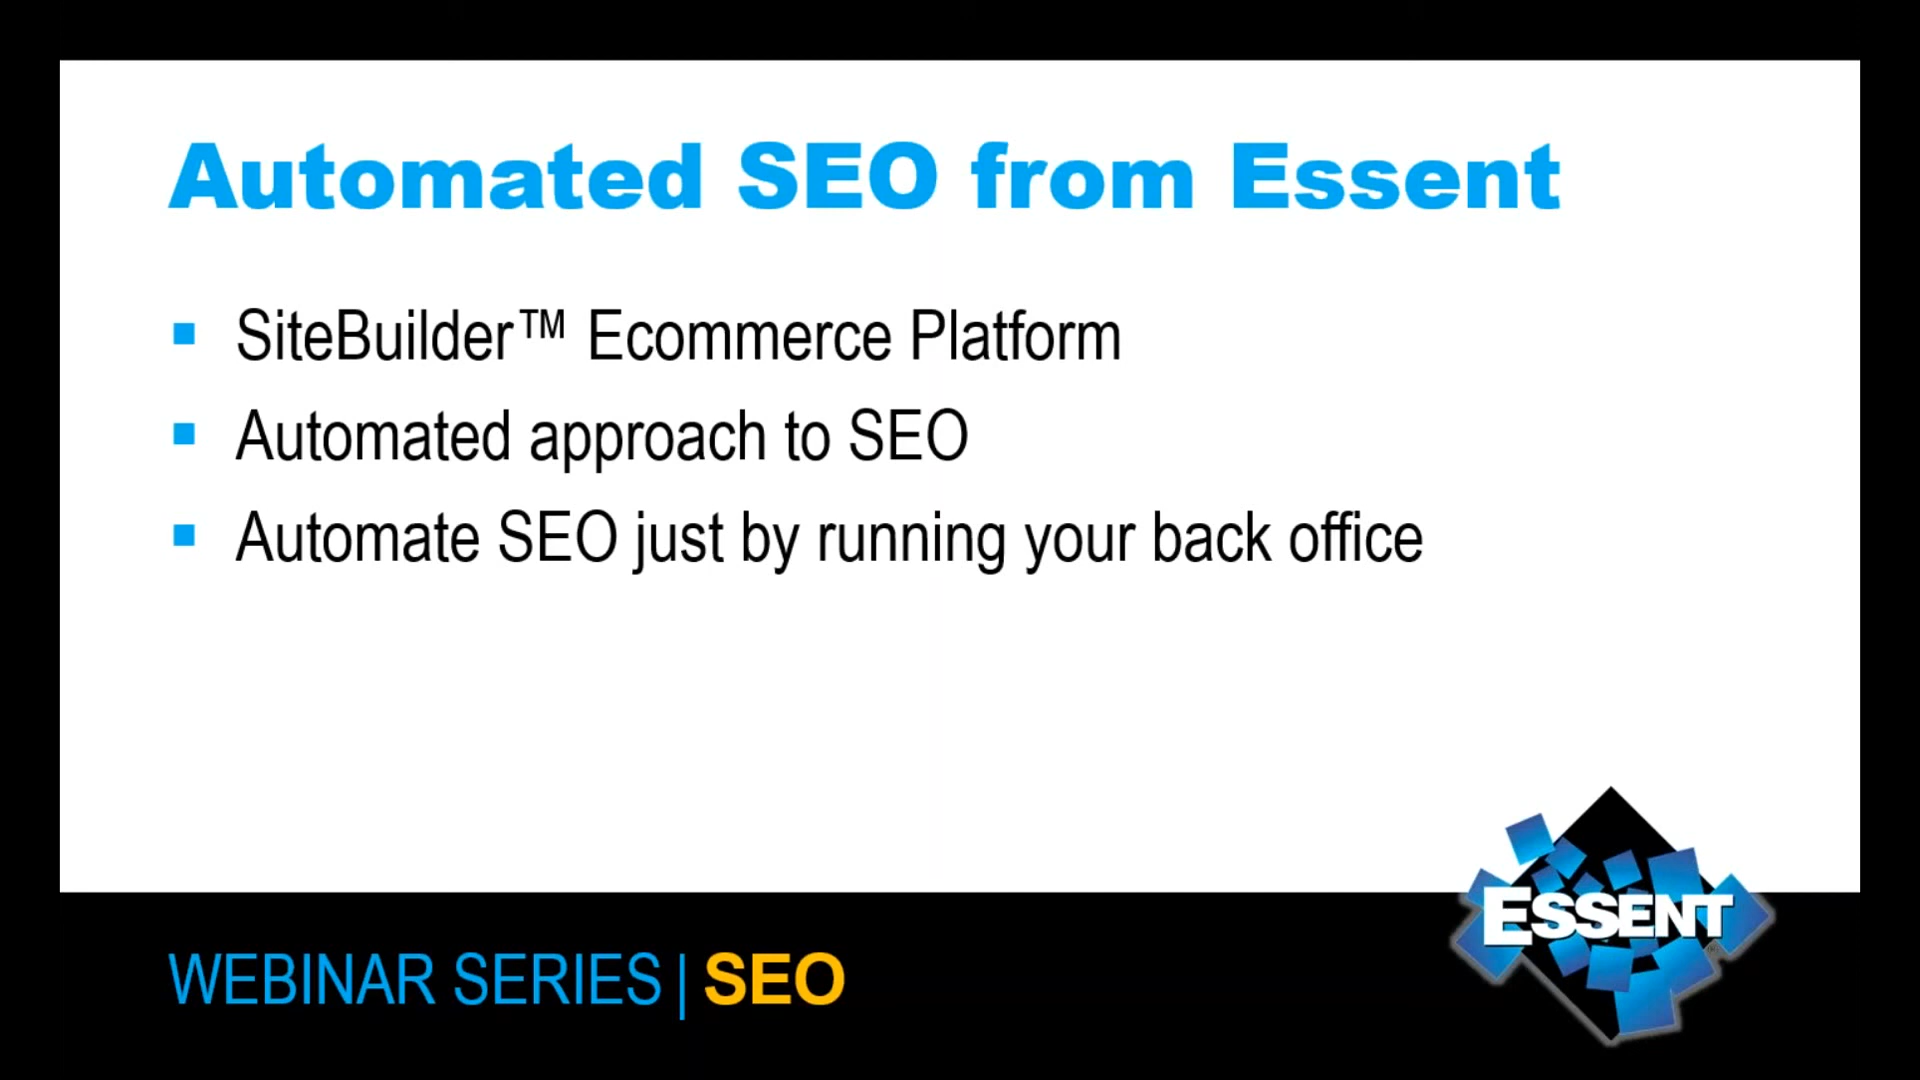 Automated SEO from Essent
SiteBuilder™ Ecommerce Platform
Automated approach to SEO
Automate SEO just by running your back office
ESSENT
WEBINAR SERIES | SEO